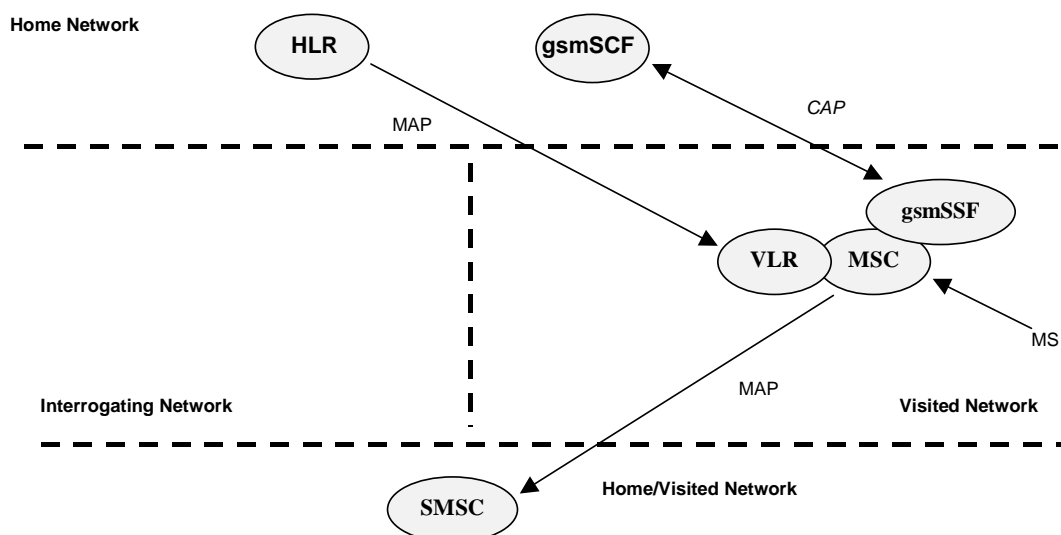 Home Network
HLR
gsmSCF
CAP
MAP
gsmSSF
VLR
MSC
MS
MAP
Interrogating Network
Visited Network
Home/Visited Network
SMSC